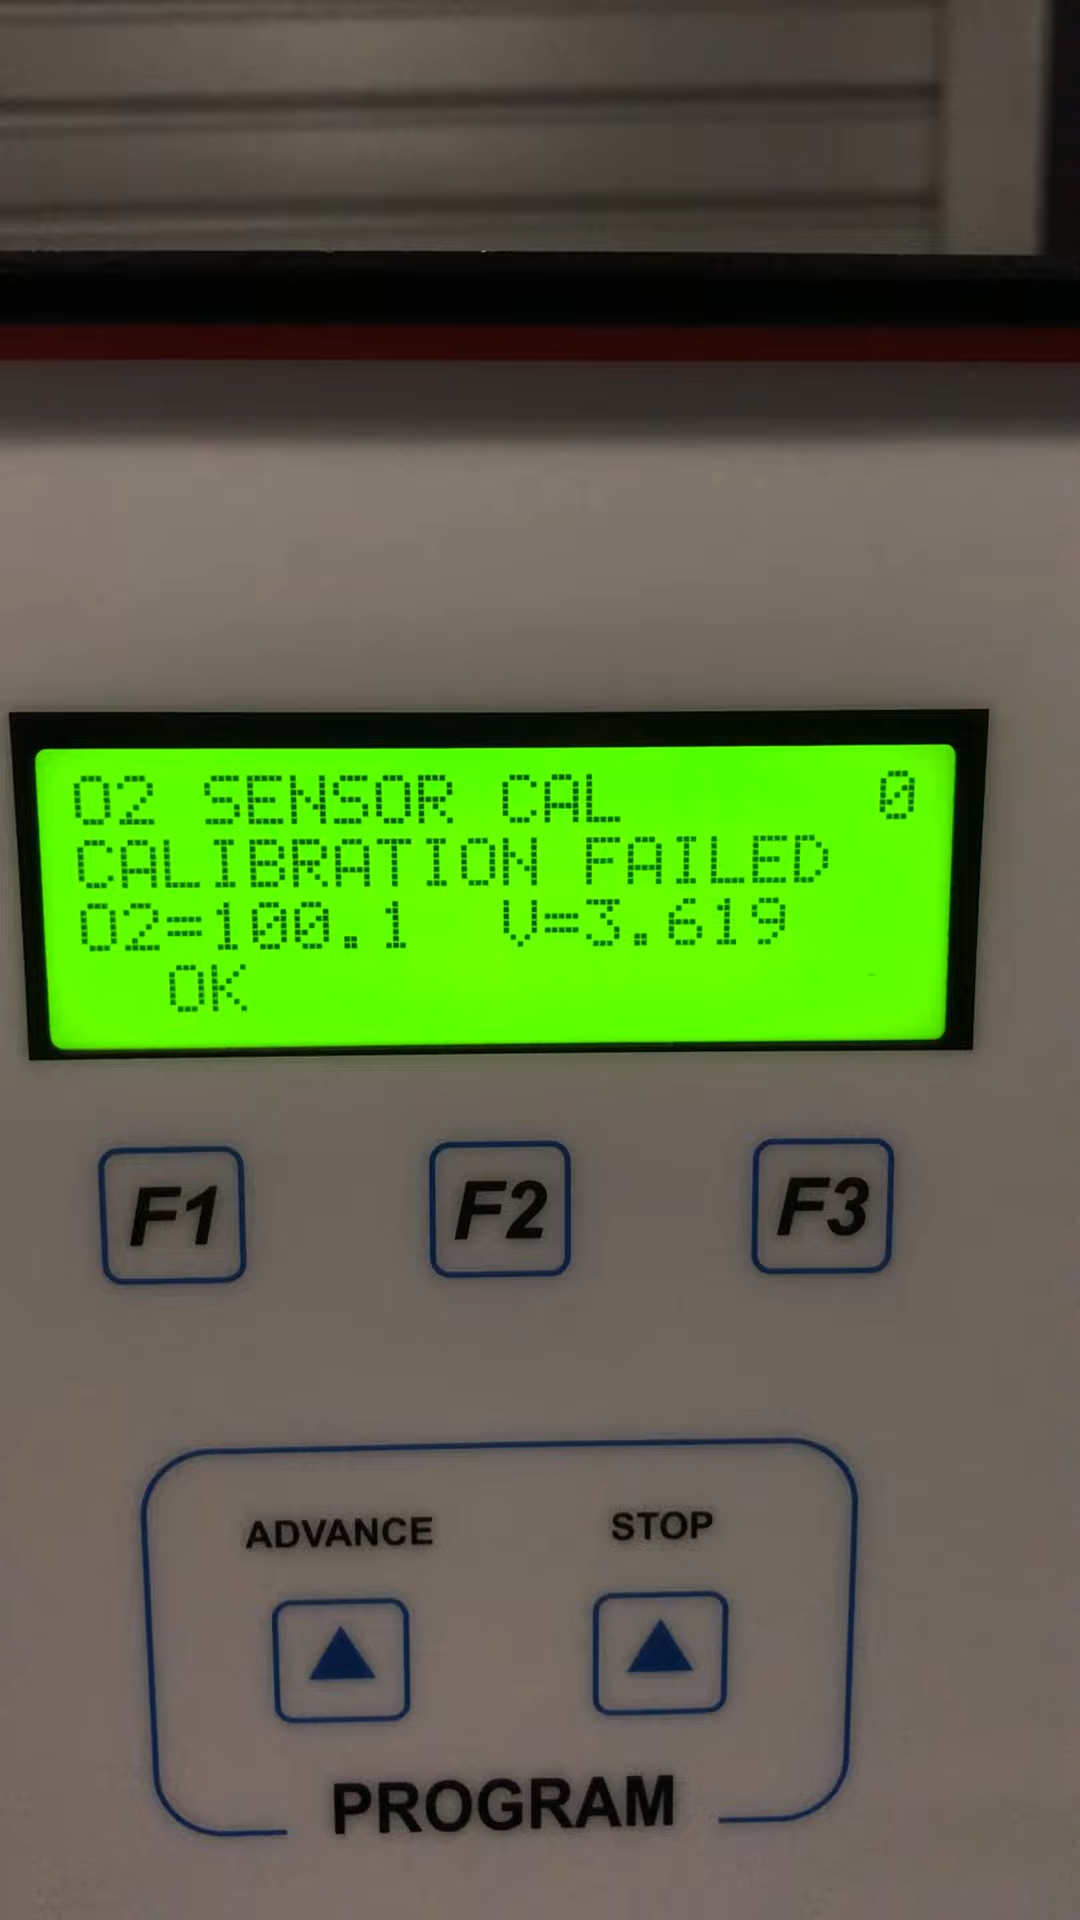 O2 SENSOR CAL 0
CALIBRATION FAILED
O2=100.1 V=3.619
OK
F1 F2 F3
ADVANCE STOP
PROGRAM